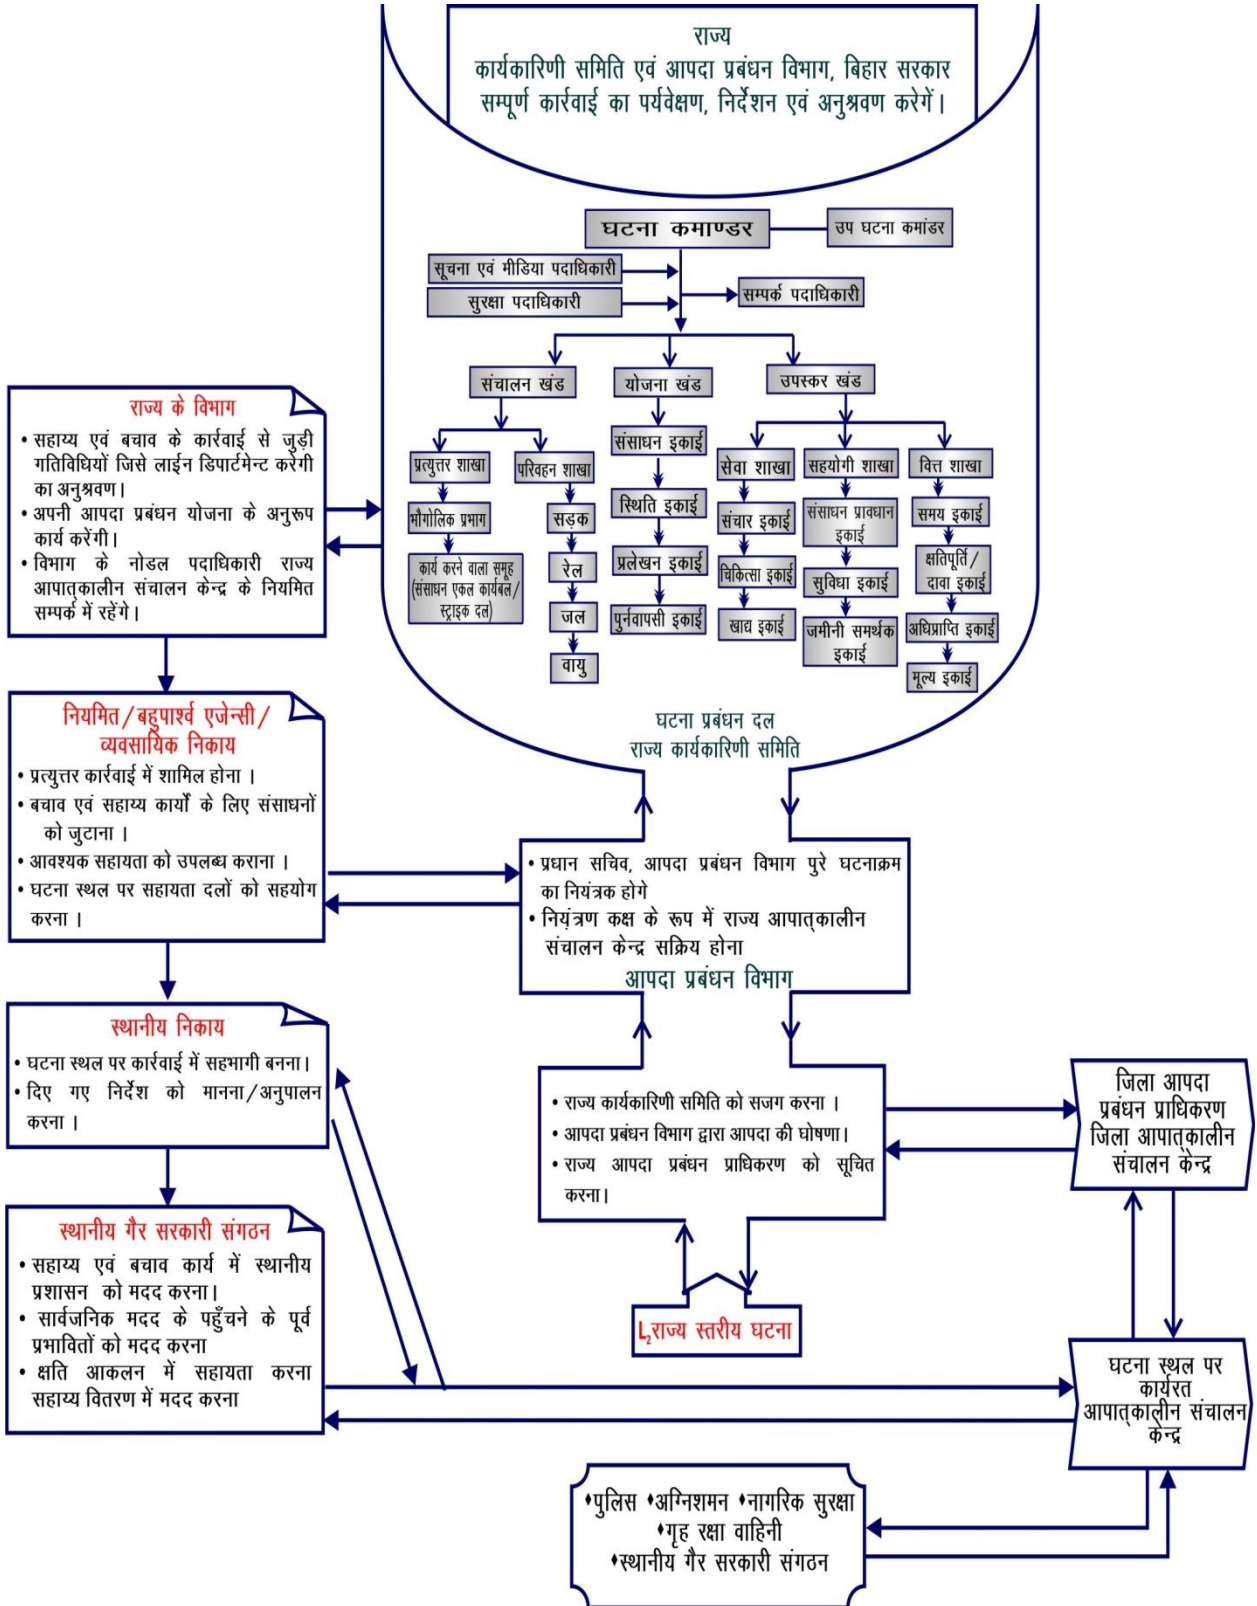 राज्य
कार्यकारिणी समिति एवं आपदा प्रबंधन विभाग, बिहार सरकार
सम्पूर्ण कार्रवाई का पर्यवेक्षण, निर्देशन एवं अनुश्रवण करेगें।
घटना कमाण्डर
उप घटना कमांडर
सूचना एवं मीडिया पदाधिकारी
सुरक्षा पदाधिकारी
सम्पर्क पदाधिकारी
संचालन खंड
योजना खंड
उपस्कर खंड
प्रत्युत्तर शाखा
भौगोलिक प्रभाग
कार्य करने वाला समूह
(संसाधन एकल कार्यबल/
स्ट्राइक दल)
परिवहन शाखा
सड़क
रेल
जल
वायु
संसाधन इकाई
स्थिति इकाई
प्रलेखन इकाई
पुर्नवापसी इकाई
सेवा शाखा
संचार इकाई
चिकित्सा इकाई
खाद्य इकाई
सहयोगी शाखा
संसाधन प्रावधान
इकाई
सुविधा इकाई
जमीनी समर्थक
इकाई
वित्त शाखा
समय इकाई
क्षतिपूर्ति/
दावा इकाई
अधिप्राप्ति इकाई
मूल्य इकाई
घटना प्रबंधन दल
राज्य कार्यकारिणी समिति
राज्य के विभाग
• सहाय्य एवं बचाव के कार्रवाई से जुड़ी
गतिविधियों जिसे लाईन डिपार्टमेन्ट करेगी
का अनुश्रवण।
• अपनी आपदा प्रबंधन योजना के अनुरूप
कार्य करेंगी।
• विभाग के नोडल पदाधिकारी राज्य
आपात्कालीन संचालन केन्द्र के नियमित
सम्पर्क में रहेंगे।
नियमित/बहुपार्श्व एजेन्सी/
व्यवसायिक निकाय
• प्रत्युत्तर कार्रवाई में शामिल होना ।
• बचाव एवं सहाय्य कार्यों के लिए संसाधनों
को जुटाना ।
• आवश्यक सहायता को उपलब्ध कराना ।
• घटना स्थल पर सहायता दलों को सहयोग
करना ।
• प्रधान सचिव, आपदा प्रबंधन विभाग पुरे घटनाक्रम
का नियंत्रक होगे
• नियंत्रण कक्ष के रूप में राज्य आपात्कालीन
संचालन केन्द्र सक्रिय होना
आपदा प्रबंधन विभाग
स्थानीय निकाय
• घटना स्थल पर कार्रवाई में सहभागी बनना।
• दिए गए निर्देश को मानना/अनुपालन
करना ।
• राज्य कार्यकारिणी समिति को सजग करना ।
• आपदा प्रबंधन विभाग द्वारा आपदा की घोषणा।
• राज्य आपदा प्रबंधन प्राधिकरण को सूचित
करना।
जिला आपदा
प्रबंधन प्राधिकरण
जिला आपात्कालीन
संचालन केन्द्र
स्थानीय गैर सरकारी संगठन
• सहाय्य एवं बचाव कार्य में स्थानीय
प्रशासन को मदद करना।
• सार्वजनिक मदद के पहुँचने के पूर्व
प्रभावितों को मदद करना
• क्षति आकलन में सहायता करना
सहाय्य वितरण में मदद करना
L₂राज्य स्तरीय घटना
घटना स्थल पर
कार्यरत
आपात्कालीन संचालन
केन्द्र
♦पुलिस ♦अग्निशमन ♦नागरिक सुरक्षा
♦गृह रक्षा वाहिनी
♦स्थानीय गैर सरकारी संगठन